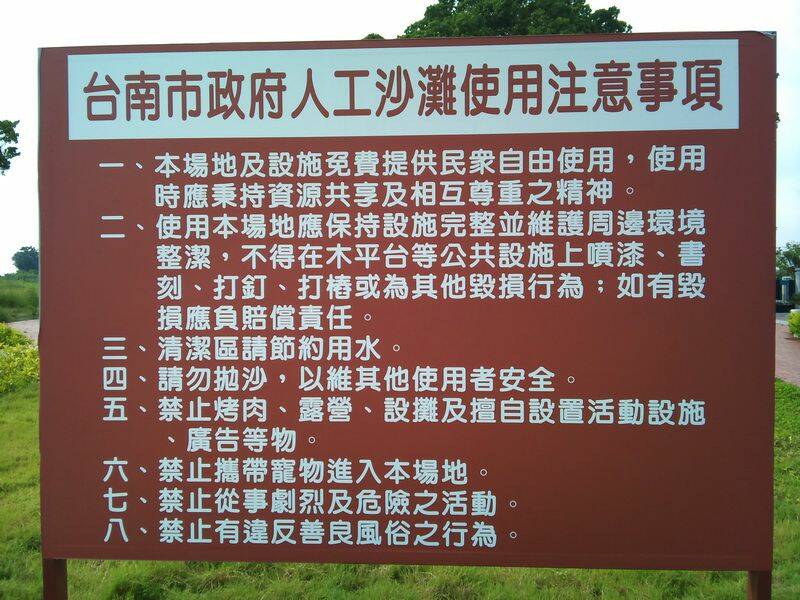 台南市政府人工沙灘使用注意事項
一、本場地及設施免費提供民眾自由使用，使用
時應秉持資源共享及相互尊重之精神。
二、使用本場地應保持設施完整並維護周邊環境
整潔，不得在木平台等公共設施上噴漆、書
刻、打釘、打樁或為其他毀損行為；如有毀
損應負賠償責任。
三、清潔區請節約用水。
四、請勿拋沙，以維其他使用者安全。
五、禁止烤肉、露營、設攤及擅自設置活動設施
、廣告等物。
六、禁止攜帶寵物進入本場地。
七、禁止從事劇烈及危險之活動。
八、禁止有違反善良風俗之行為。